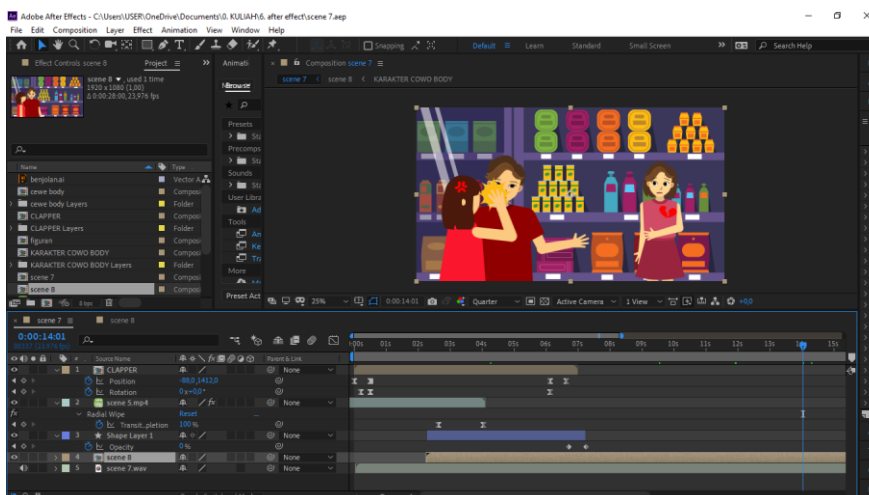 Adobe After Effects - C:\Users\USER\OneDrive\Documents\0. KULIAH\6. after effect\scene 7.aep
File Edit Composition Layer Effect Animation View Window Help
Snapping Default Learn Standard Small Screen Search Help
Effect Controls scene 8 Project Animati Composition scene 7
scene 7 scene 8 KARAKTER COWO BODY
scene 8 , used 1 time
1920 x 1080 (1,00)
Δ 0:00:28:00, 23,976 fps
Presets
Precomps
Sounds
User Libra
Tools
More
Preset Act
Name Type
benjolan.ai Vector A
cewe body Compos
cewe body Layers Folder
CLAPPER Compos
CLAPPER Layers Folder
figuran Compos
KARAKTER COWO BODY Compos
KARAKTER COWO BODY Layers Folder
scene 7 Compos
scene 8 Compos
8 bpc
25% 0:00:14:01 Quarter Active Camera 1 View +0,0
scene 7 scene 8
0:00:14:01
01s 02s 03s 04s 05s 06s 07s 08s 09s 10s 11s 12s 13s 14s 15s
# Source Name Parent & Link
1 CLAPPER None
Position -88,0,1412,0
Rotation 0x+0,0°
2 scene 5.mp4 None
Radial Wipe Reset
Transit...pletion 100%
3 Shape Layer 1 None
Opacity 0%
4 scene 8 None
5 scene 7.wav None